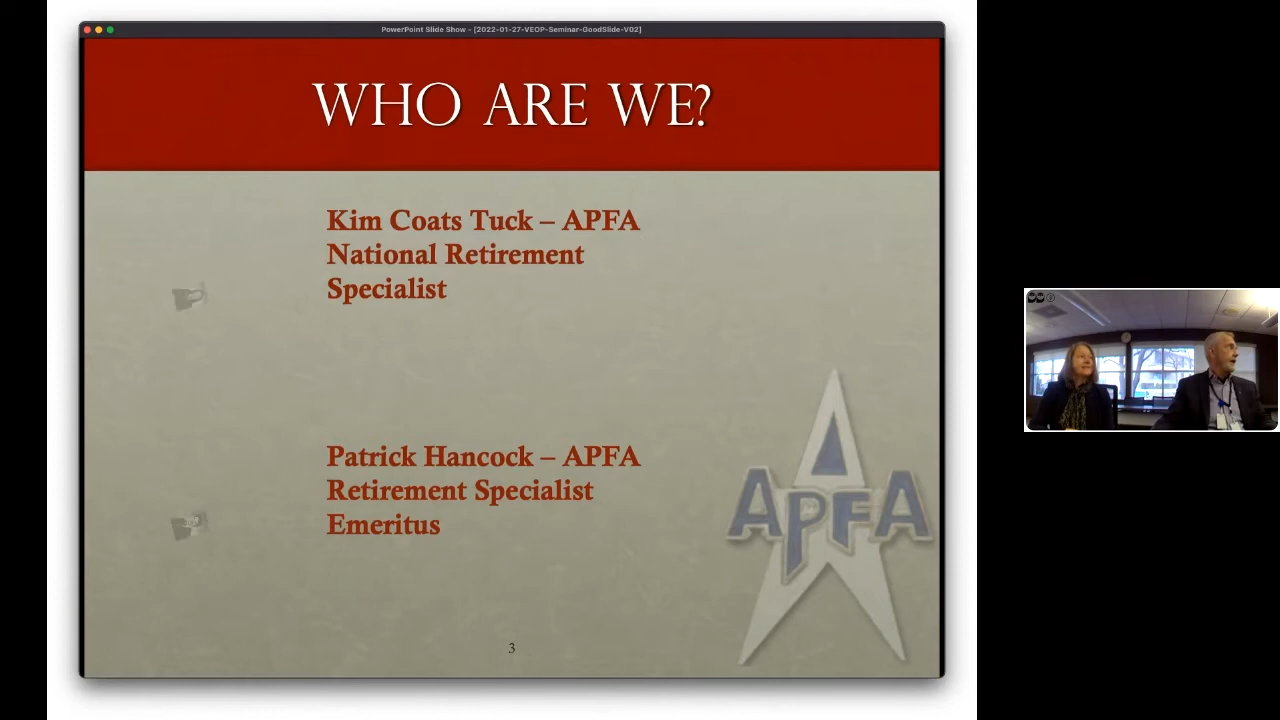 PowerPoint Slide Show - [2022-01-27-VEOP-Seminar-GoodSlide-V02]
WHO ARE WE?
Kim Coats Tuck – APFA
National Retirement
Specialist
Patrick Hancock – APFA
Retirement Specialist
Emeritus
APFA
3